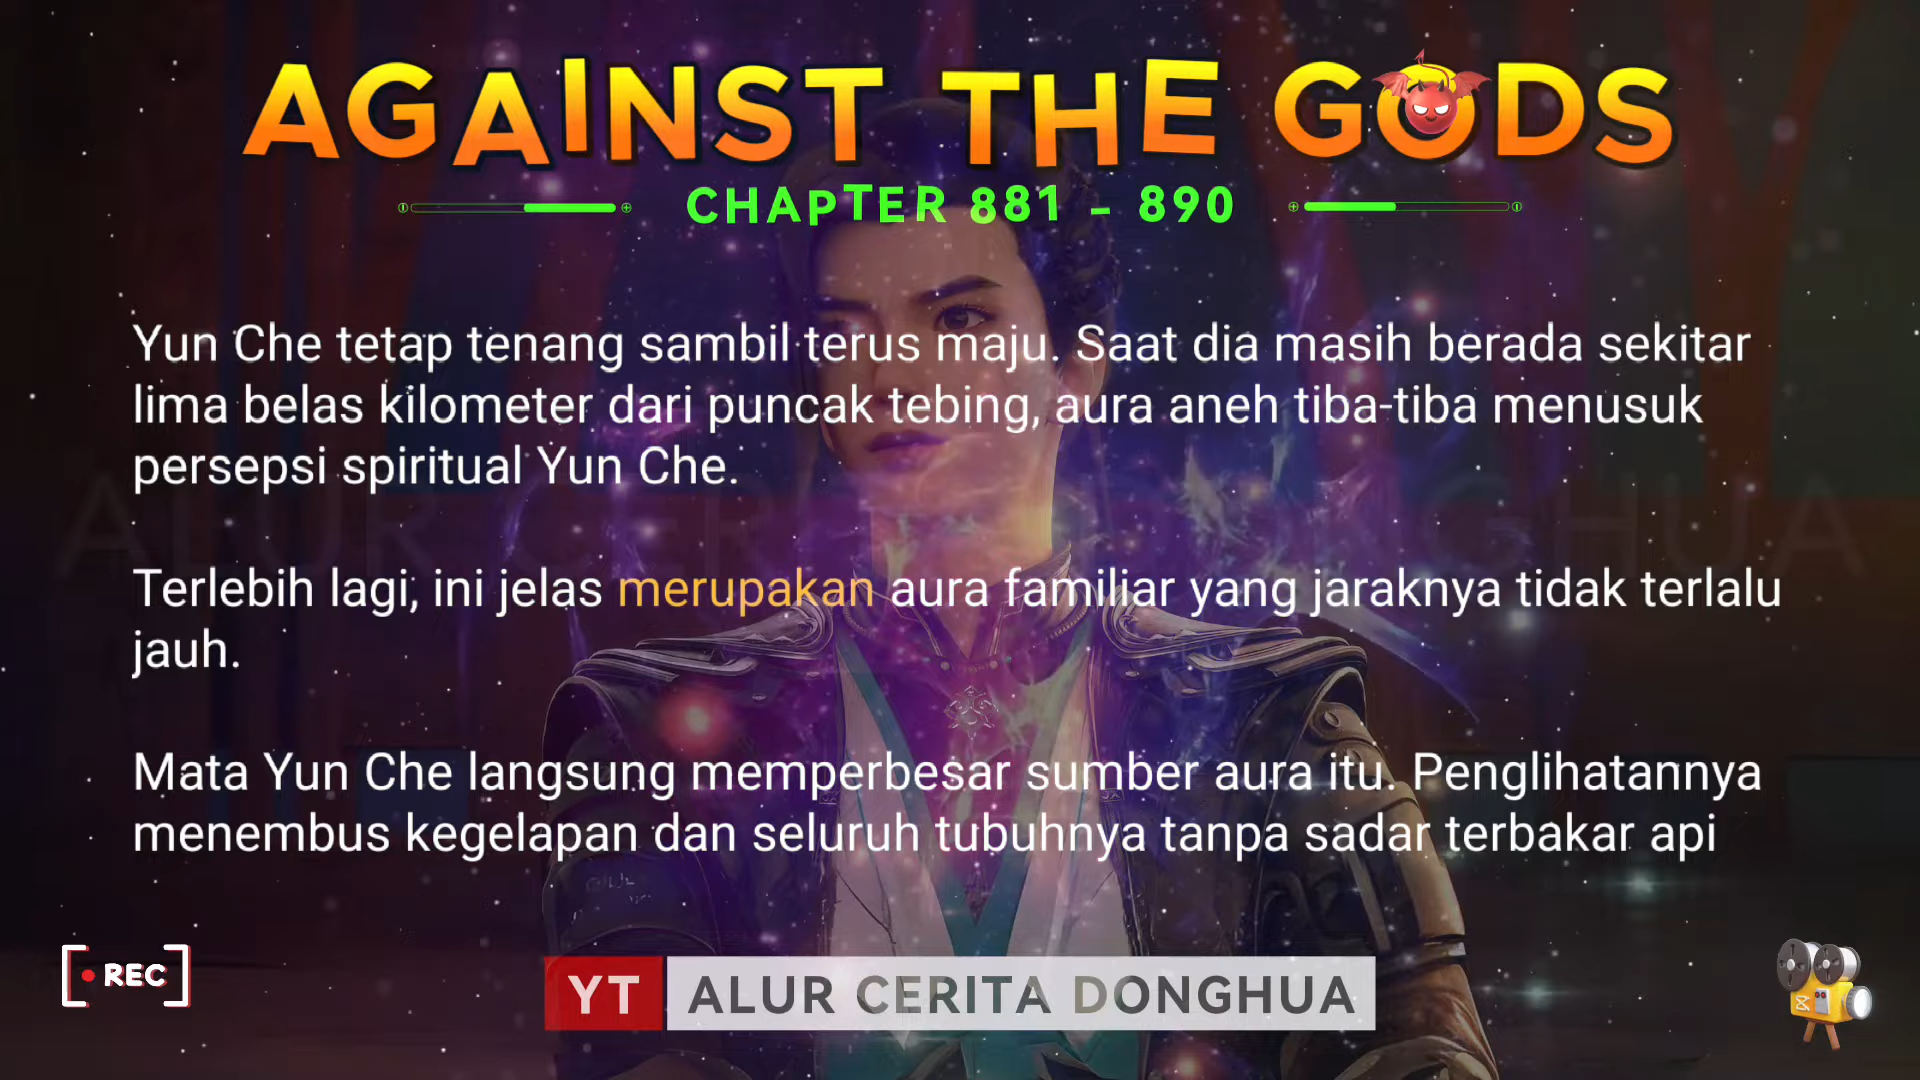 AGAINST THE GODS
CHAPTER 881 - 890
Yun Che tetap tenang sambil terus maju. Saat dia masih berada sekitar
lima belas kilometer dari puncak tebing, aura aneh tiba-tiba menusuk
persepsi spiritual Yun Che.
ALUR CERITA DONGHUA
Terlebih lagi, ini jelas merupakan aura familiar yang jaraknya tidak terlalu
jauh.
Mata Yun Che langsung memperbesar sumber aura itu. Penglihatannya
menembus kegelapan dan seluruh tubuhnya tanpa sadar terbakar api
REC
YT ALUR CERITA DONGHUA